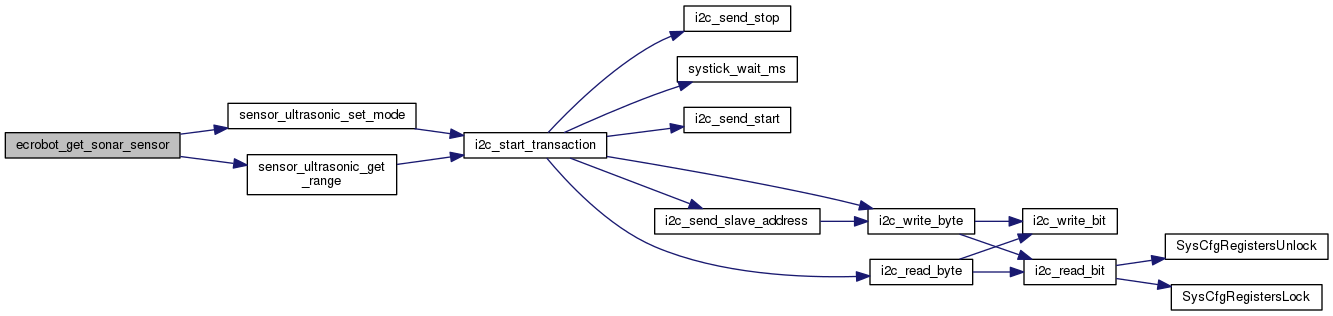 ecrobot_get_sonar_sensor
sensor_ultrasonic_set_mode
sensor_ultrasonic_get
_range
i2c_start_transaction
i2c_send_stop
systick_wait_ms
i2c_send_start
i2c_send_slave_address
i2c_write_byte
i2c_read_byte
i2c_write_bit
i2c_read_bit
SysCfgRegistersUnlock
SysCfgRegistersLock